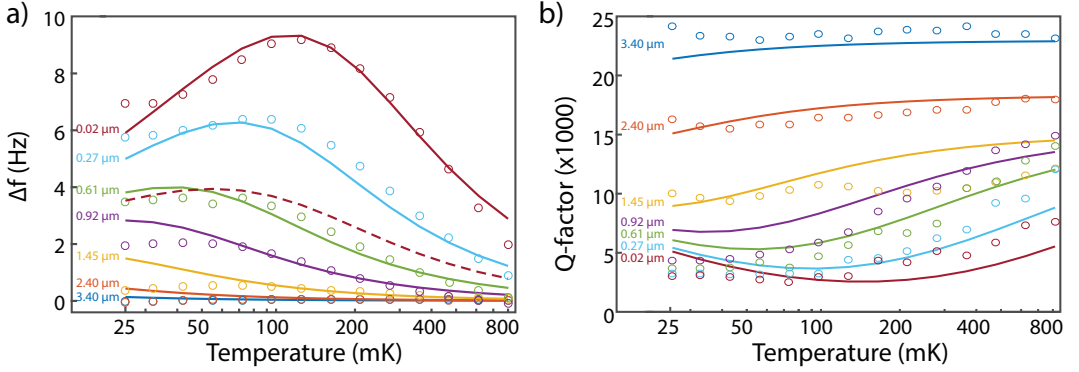 a)
10
8
6
4
2
0
Δf (Hz)
0.02 μm
0.27 μm
0.61 μm
0.92 μm
1.45 μm
2.40 μm
3.40 μm
25 50 100 200 400 800
Temperature (mK)
b)
25
20
15
10
5
0
Q-factor (x1000)
3.40 μm
2.40 μm
1.45 μm
0.92 μm
0.61 μm
0.27 μm
0.02 μm
25 50 100 200 400 800
Temperature (mK)